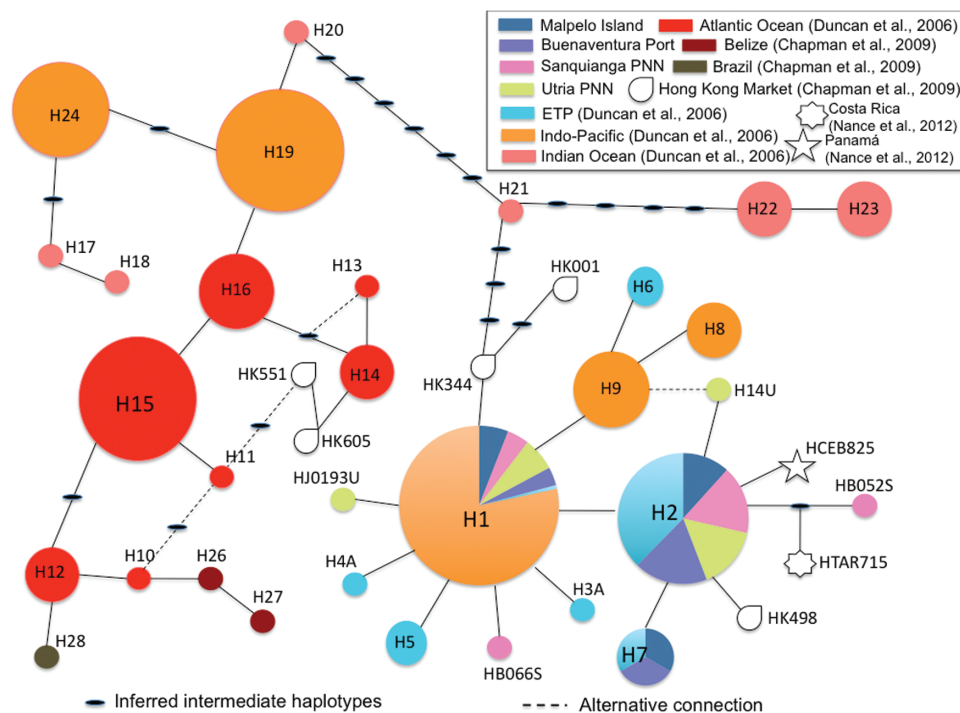 H20
Malpelo Island
Atlantic Ocean (Duncan et al., 2006)
Buenaventura Port
Belize (Chapman et al., 2009)
Sanquianga PNN
Brazil (Chapman et al., 2009)
Utria PNN
Hong Kong Market (Chapman et al., 2009)
ETP (Duncan et al., 2006)
Costa Rica
(Nance et al., 2012)
Indo-Pacific (Duncan et al., 2006)
Panamá
(Nance et al., 2012)
Indian Ocean (Duncan et al., 2006)
H24
H19
H21
H22
H23
H17
H18
H16
H13
HK001
H6
H8
HK551
H14
HK344
H9
H14U
H15
HK605
H11
HJ0193U
H1
H2
HCEB825
HB052S
H10
H26
H12
H4A
H3A
HTAR715
H27
H28
H5
HB066S
HK498
H7
Inferred intermediate haplotypes
Alternative connection